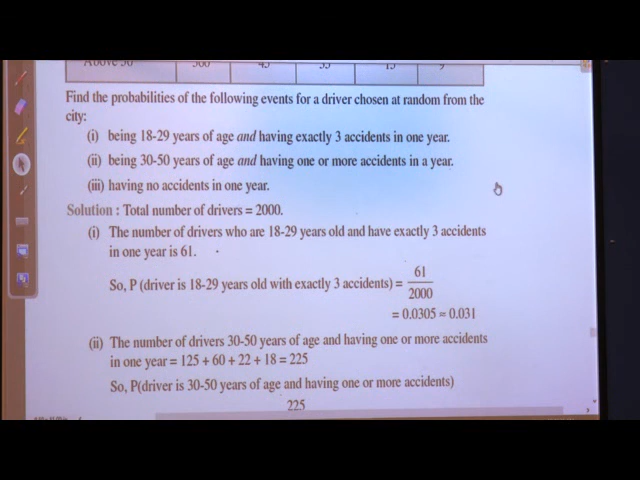 Above 50 360 45 35 15 9
Find the probabilities of the following events for a driver chosen at random from the
city:
(i) being 18-29 years of age and having exactly 3 accidents in one year.
(ii) being 30-50 years of age and having one or more accidents in a year.
(iii) having no accidents in one year.
Solution : Total number of drivers = 2000.
(i) The number of drivers who are 18-29 years old and have exactly 3 accidents
in one year is 61.
So, P (driver is 18-29 years old with exactly 3 accidents) = 61/2000
= 0.0305 ≈ 0.031
(ii) The number of drivers 30-50 years of age and having one or more accidents
in one year = 125 + 60 + 22 + 18 = 225
So, P(driver is 30-50 years of age and having one or more accidents)
225